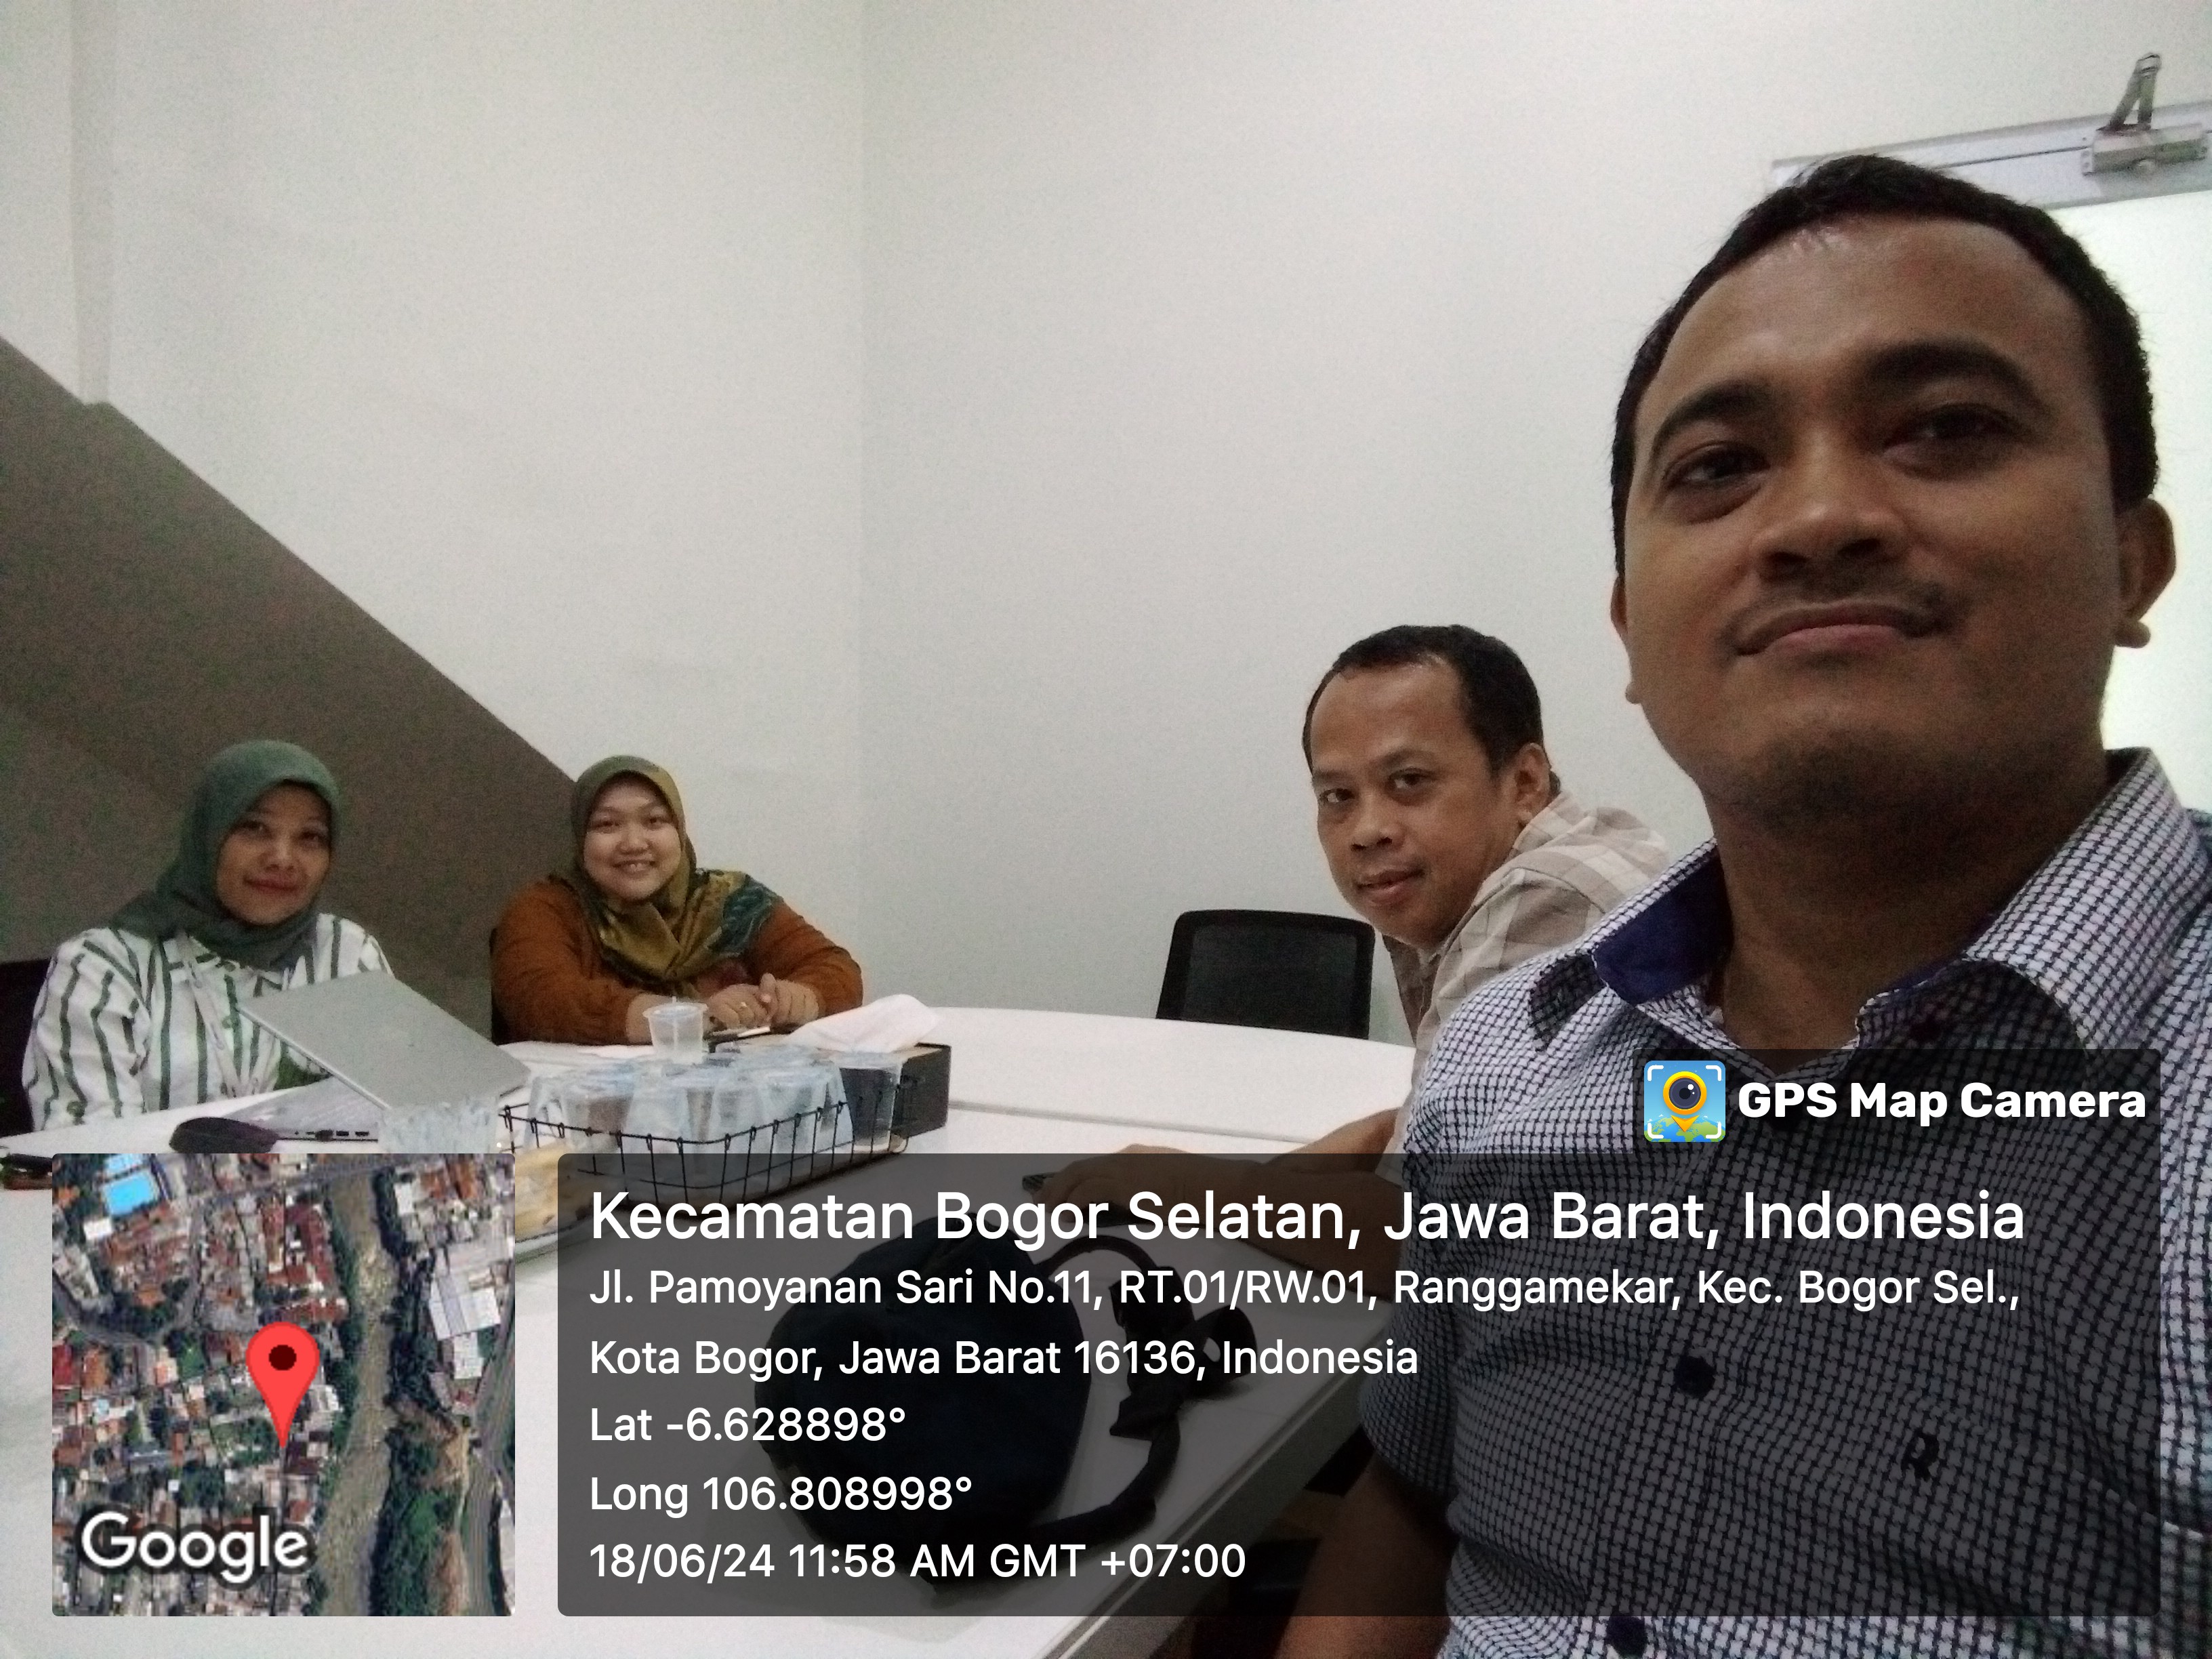 GPS Map Camera
Kecamatan Bogor Selatan, Jawa Barat, Indonesia
Jl. Pamoyanan Sari No.11, RT.01/RW.01, Ranggamekar, Kec. Bogor Sel.,
Kota Bogor, Jawa Barat 16136, Indonesia
Lat -6.628898°
Long 106.808998°
18/06/24 11:58 AM GMT +07:00
Google
R